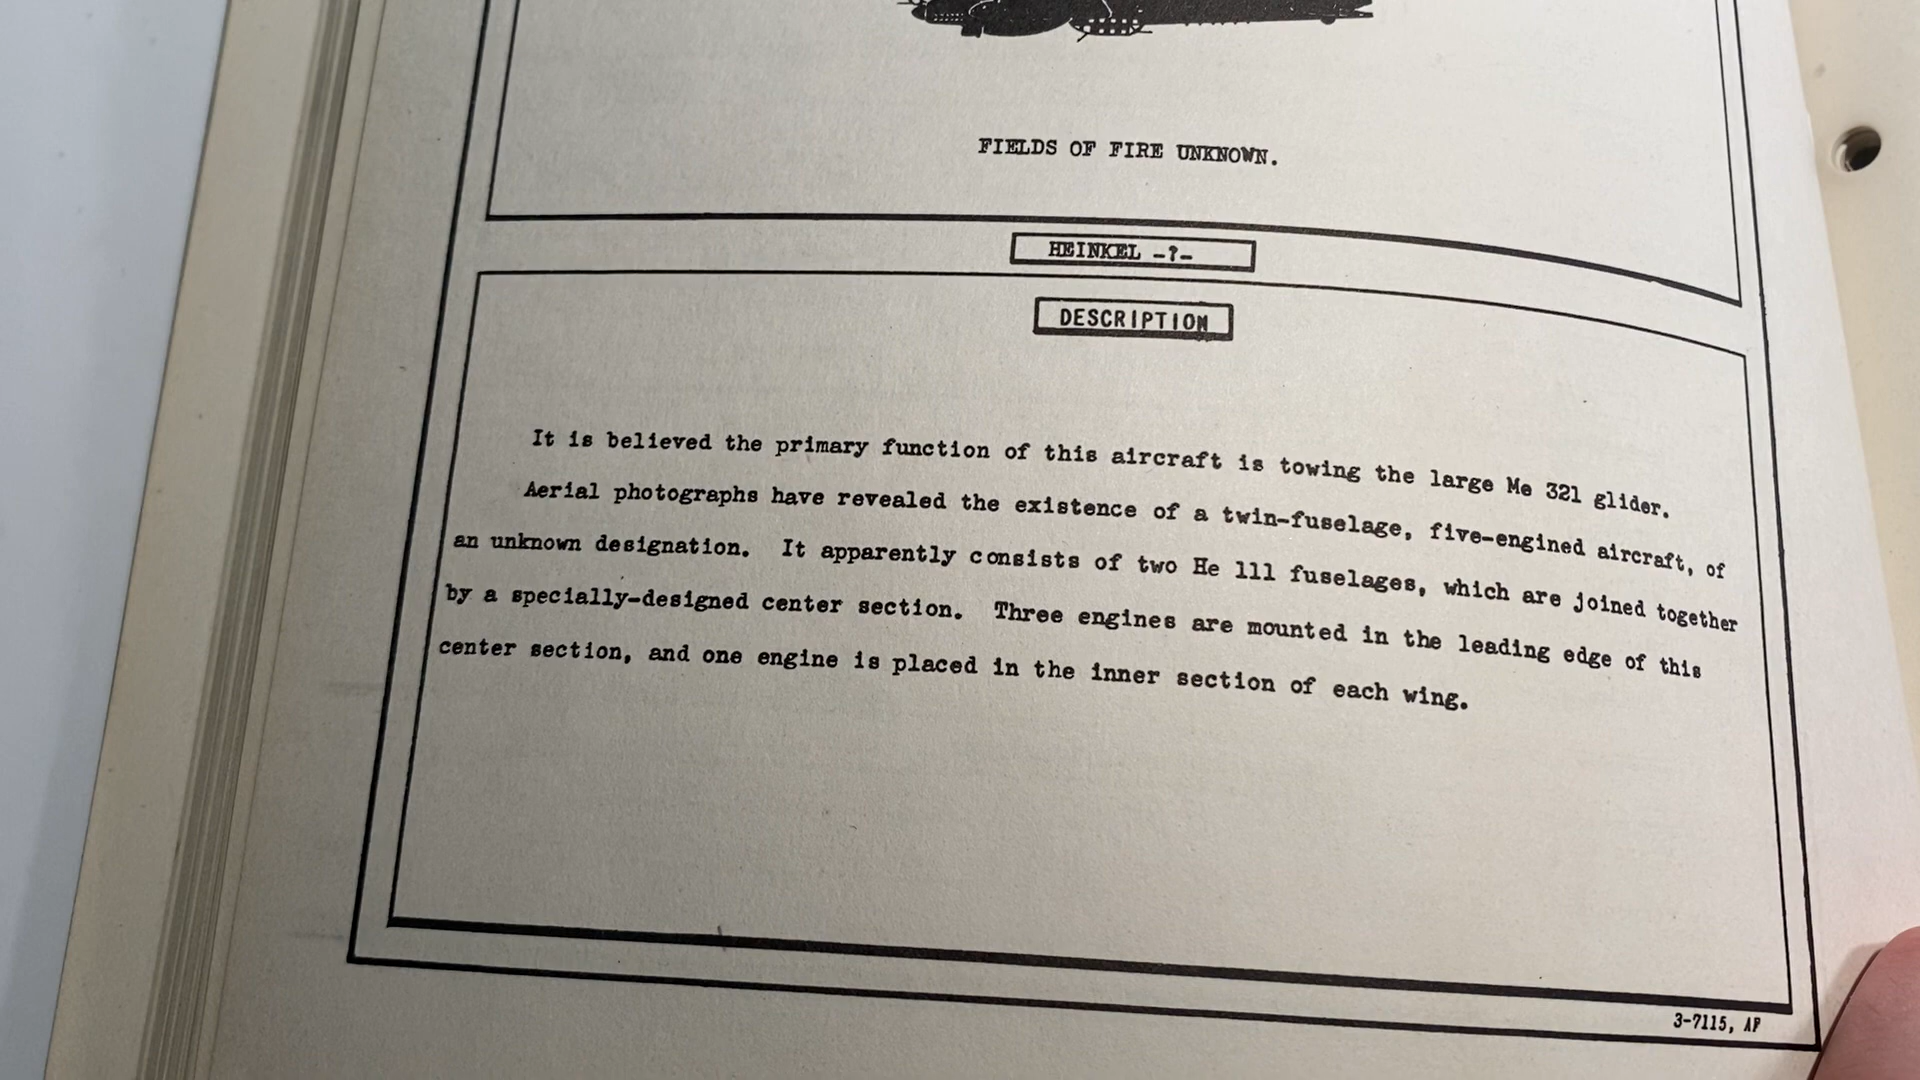 FIELDS OF FIRE UNKNOWN.
HEINKEL -?-
DESCRIPTION
It is believed the primary function of this aircraft is towing the large Me 321 glider.
Aerial photographs have revealed the existence of a twin-fuselage, five-engined aircraft, of
an unknown designation. It apparently consists of two He 111 fuselages, which are joined together
by a specially-designed center section. Three engines are mounted in the leading edge of this
center section, and one engine is placed in the inner section of each wing.
3-7115, AF